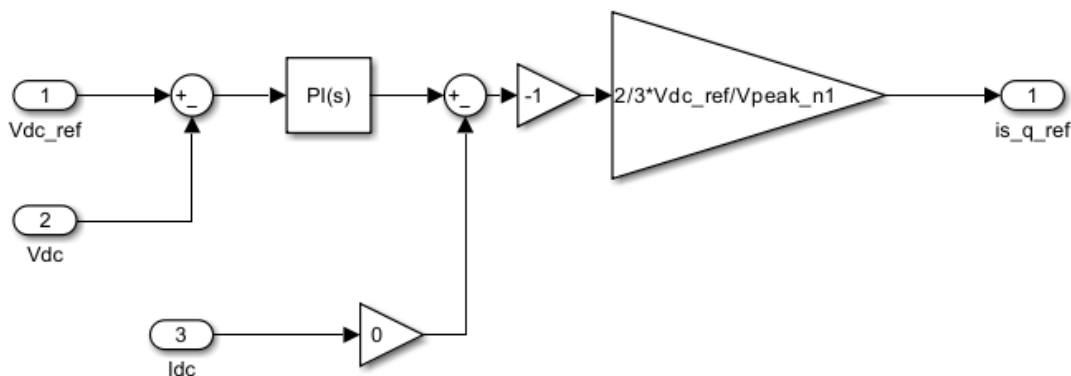 1
Vdc_ref
+
-
PI(s)
+
-
-1
2/3*Vdc_ref/Vpeak_n1
1
is_q_ref
2
Vdc
3
Idc
0